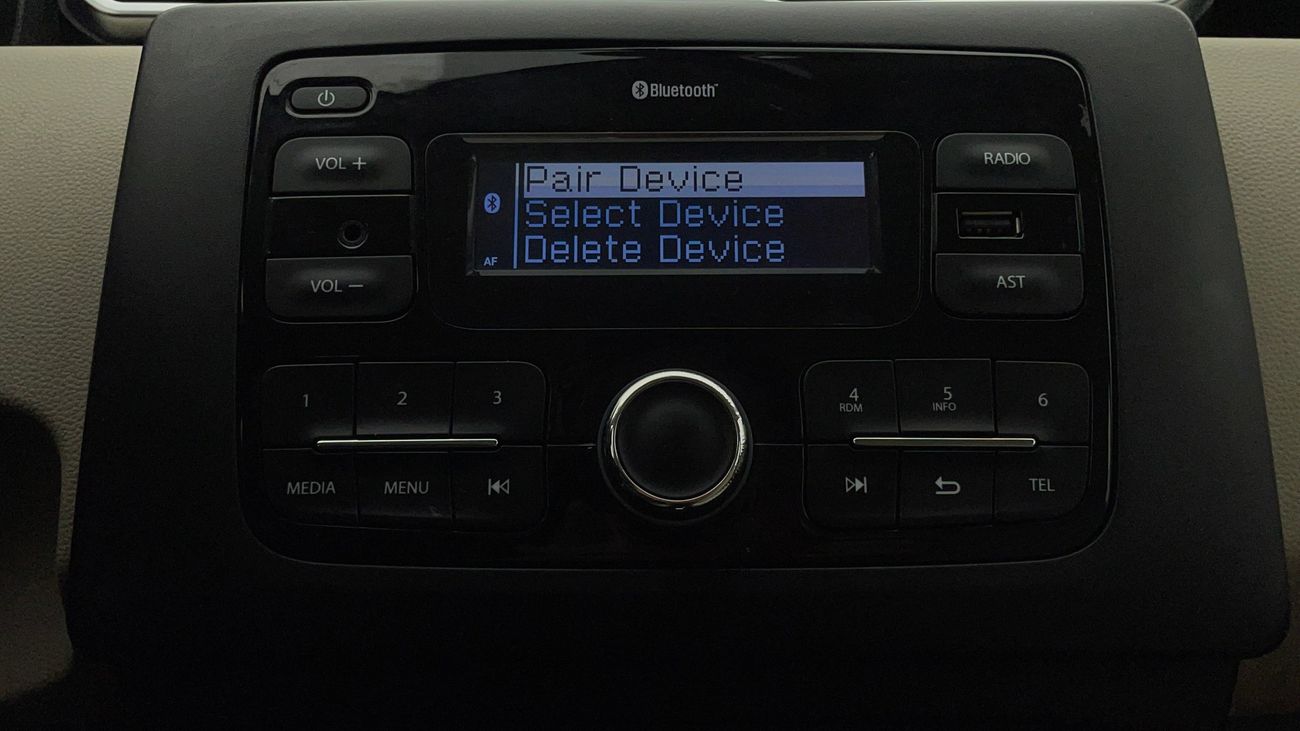 Bluetooth™
VOL +
RADIO
Pair Device
Select Device
Delete Device
AF
VOL −
AST
1
2
3
4
RDM
5
INFO
6
MEDIA
MENU
TEL